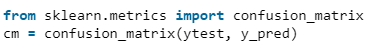 from sklearn.metrics import confusion_matrix
cm = confusion_matrix(ytest, y_pred)